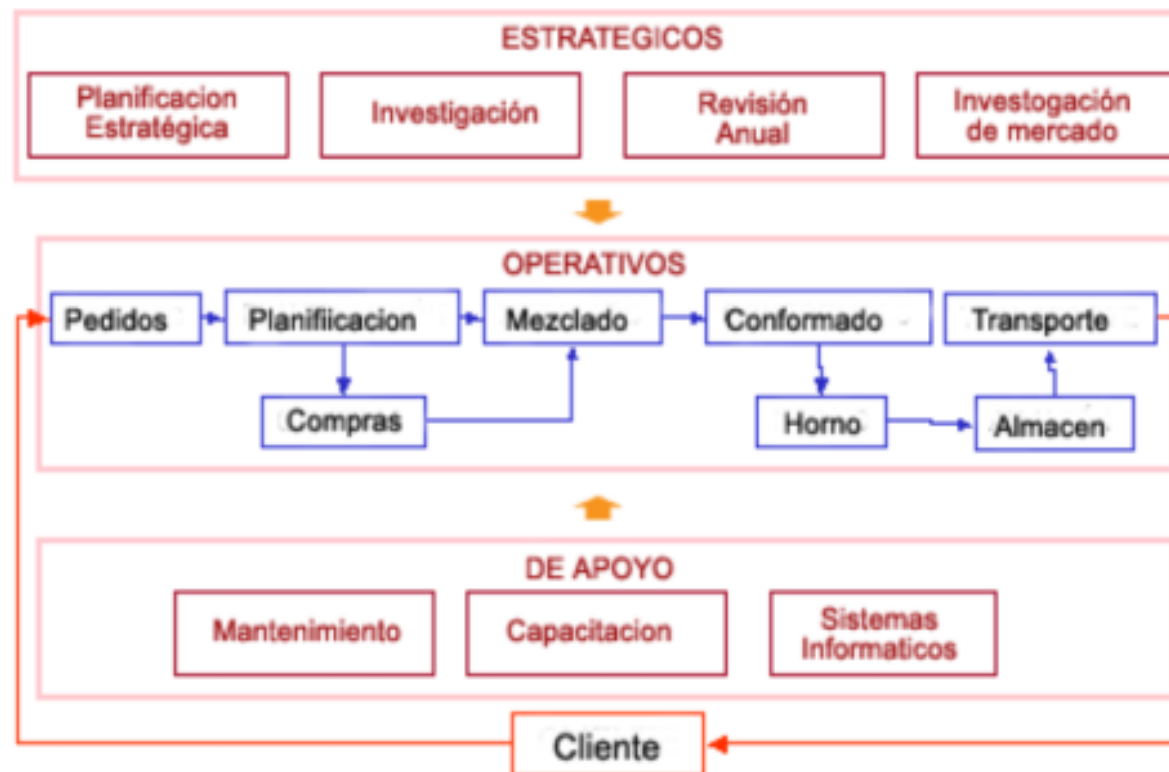 ESTRATEGICOS
Planificacion
Estratégica
Investigación
Revisión
Anual
Investogación
de mercado
OPERATIVOS
Pedidos
Planifiicacion
Mezclado
Conformado
Transporte
Compras
Horno
Almacen
DE APOYO
Mantenimiento
Capacitacion
Sistemas
Informaticos
Cliente